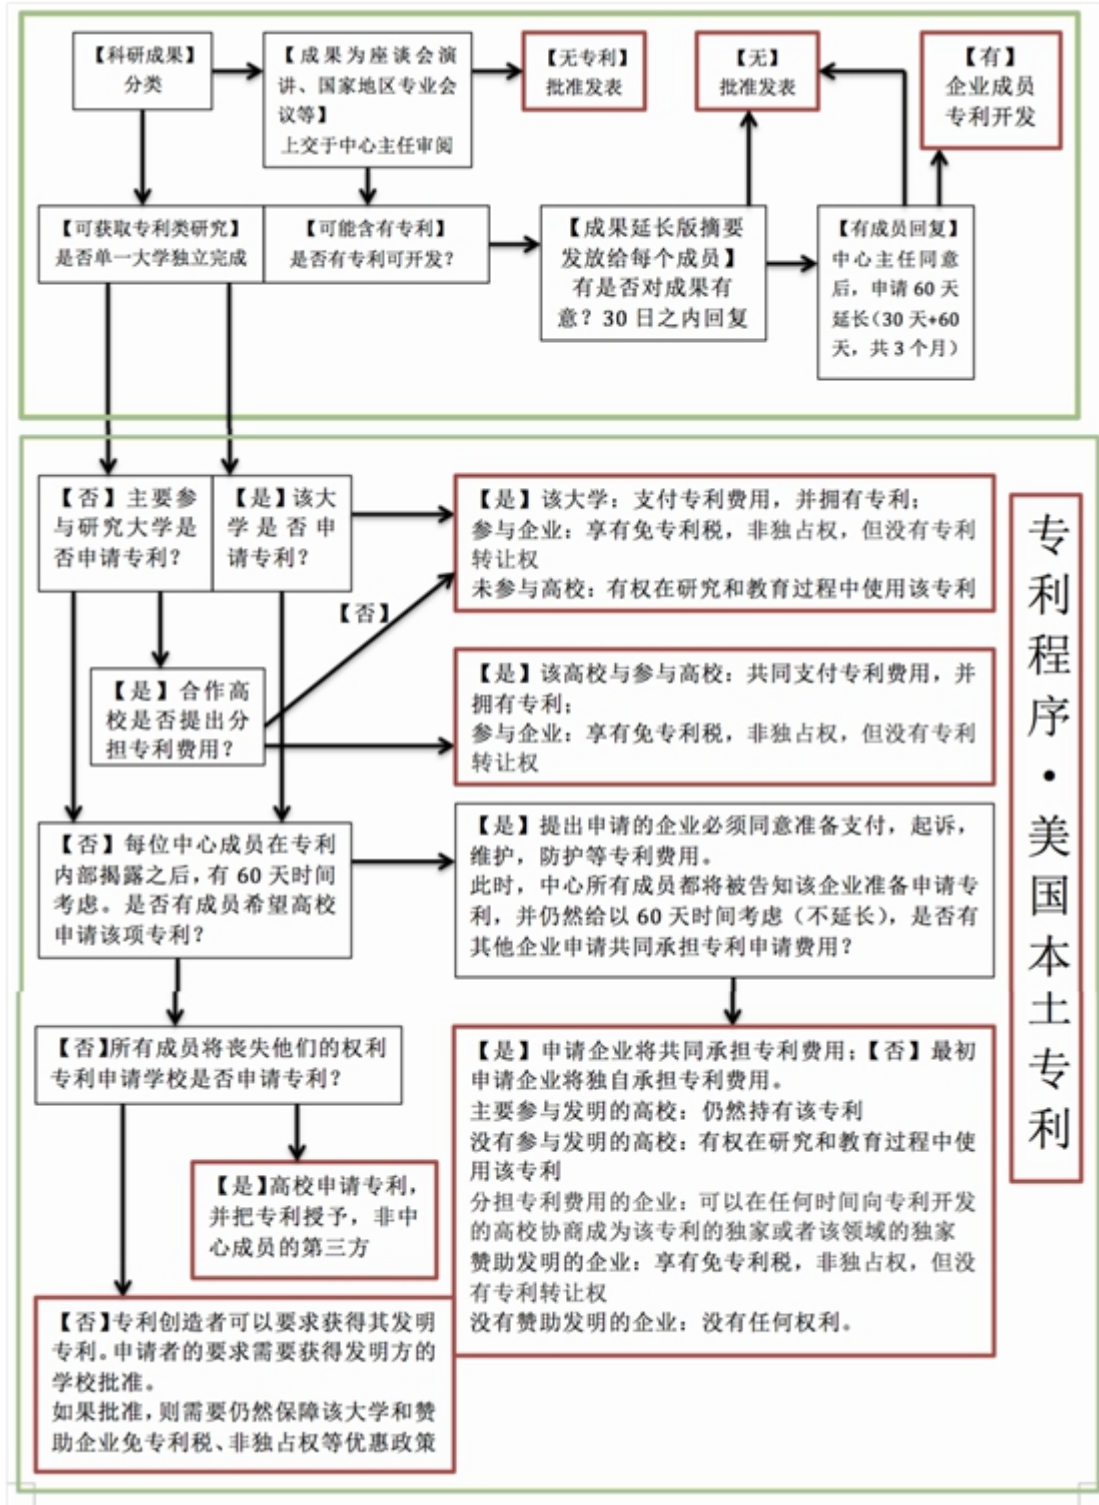 【科研成果】
分类
【成果为座谈会演
讲、国家地区专业会
议等】
上交于中心主任审阅
【无专利】
批准发表
【无】
批准发表
【有】
企业成员
专利开发
【可获取专利类研究】
是否单一大学独立完成
【可能含有专利】
是否有专利可开发?
【成果延长版摘要
发放给每个成员】
有是否对成果有
意?30日之内回复
【有成员回复】
中心主任同意
后,申请60天
延长(30天+60
天,共3个月)
【否】主要参
与研究大学是
否申请专利?
【是】该大
学是否申
请专利?
【是】该大学:支付专利费用,并拥有专利;
参与企业:享有免专利税,非独占权,但没有专利
转让权
未参与高校:有权在研究和教育过程中使用该专利
【否】
【是】合作高
校是否提出分
担专利费用?
【是】该高校与参与高校:共同支付专利费用,并
拥有专利;
参与企业:享有免专利税,非独占权,但没有专利
转让权
【否】每位中心成员在专利
内部揭露之后,有60天时间
考虑。是否有成员希望高校
申请该项专利?
【是】提出申请的企业必须同意准备支付,起诉,
维护,防护等专利费用。
此时,中心所有成员都将被告知该企业准备申请专
利,并仍然给以60天时间考虑(不延长),是否有
其他企业申请共同承担专利申请费用?
【否】所有成员将丧失他们的权利
专利申请学校是否申请专利?
【是】申请企业将共同承担专利费用;【否】最初
申请企业将独自承担专利费用。
主要参与发明的高校:仍然持有该专利
没有参与发明的高校:有权在研究和教育过程中使
用该专利
分担专利费用的企业:可以在任何时间向专利开发
的高校协商成为该专利的独家或者该领域的独家
赞助发明的企业:享有免专利税,非独占权,但没
有专利转让权
没有赞助发明的企业:没有任何权利。
【是】高校申请专利,
并把专利授予,非中
心成员的第三方
【否】专利创造者可以要求获得其发明
专利。申请者的要求需要获得发明方的
学校批准。
如果批准,则需要仍然保障该大学和赞
助企业免专利税、非独占权等优惠政策
专利程序·美国本土专利